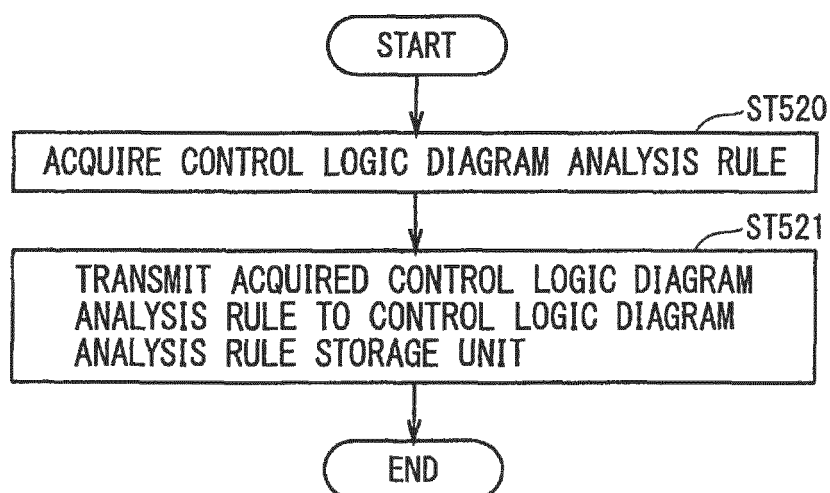 START
ST520
ACQUIRE CONTROL LOGIC DIAGRAM ANALYSIS RULE
ST521
TRANSMIT ACQUIRED CONTROL LOGIC DIAGRAM
ANALYSIS RULE TO CONTROL LOGIC DIAGRAM
ANALYSIS RULE STORAGE UNIT
END